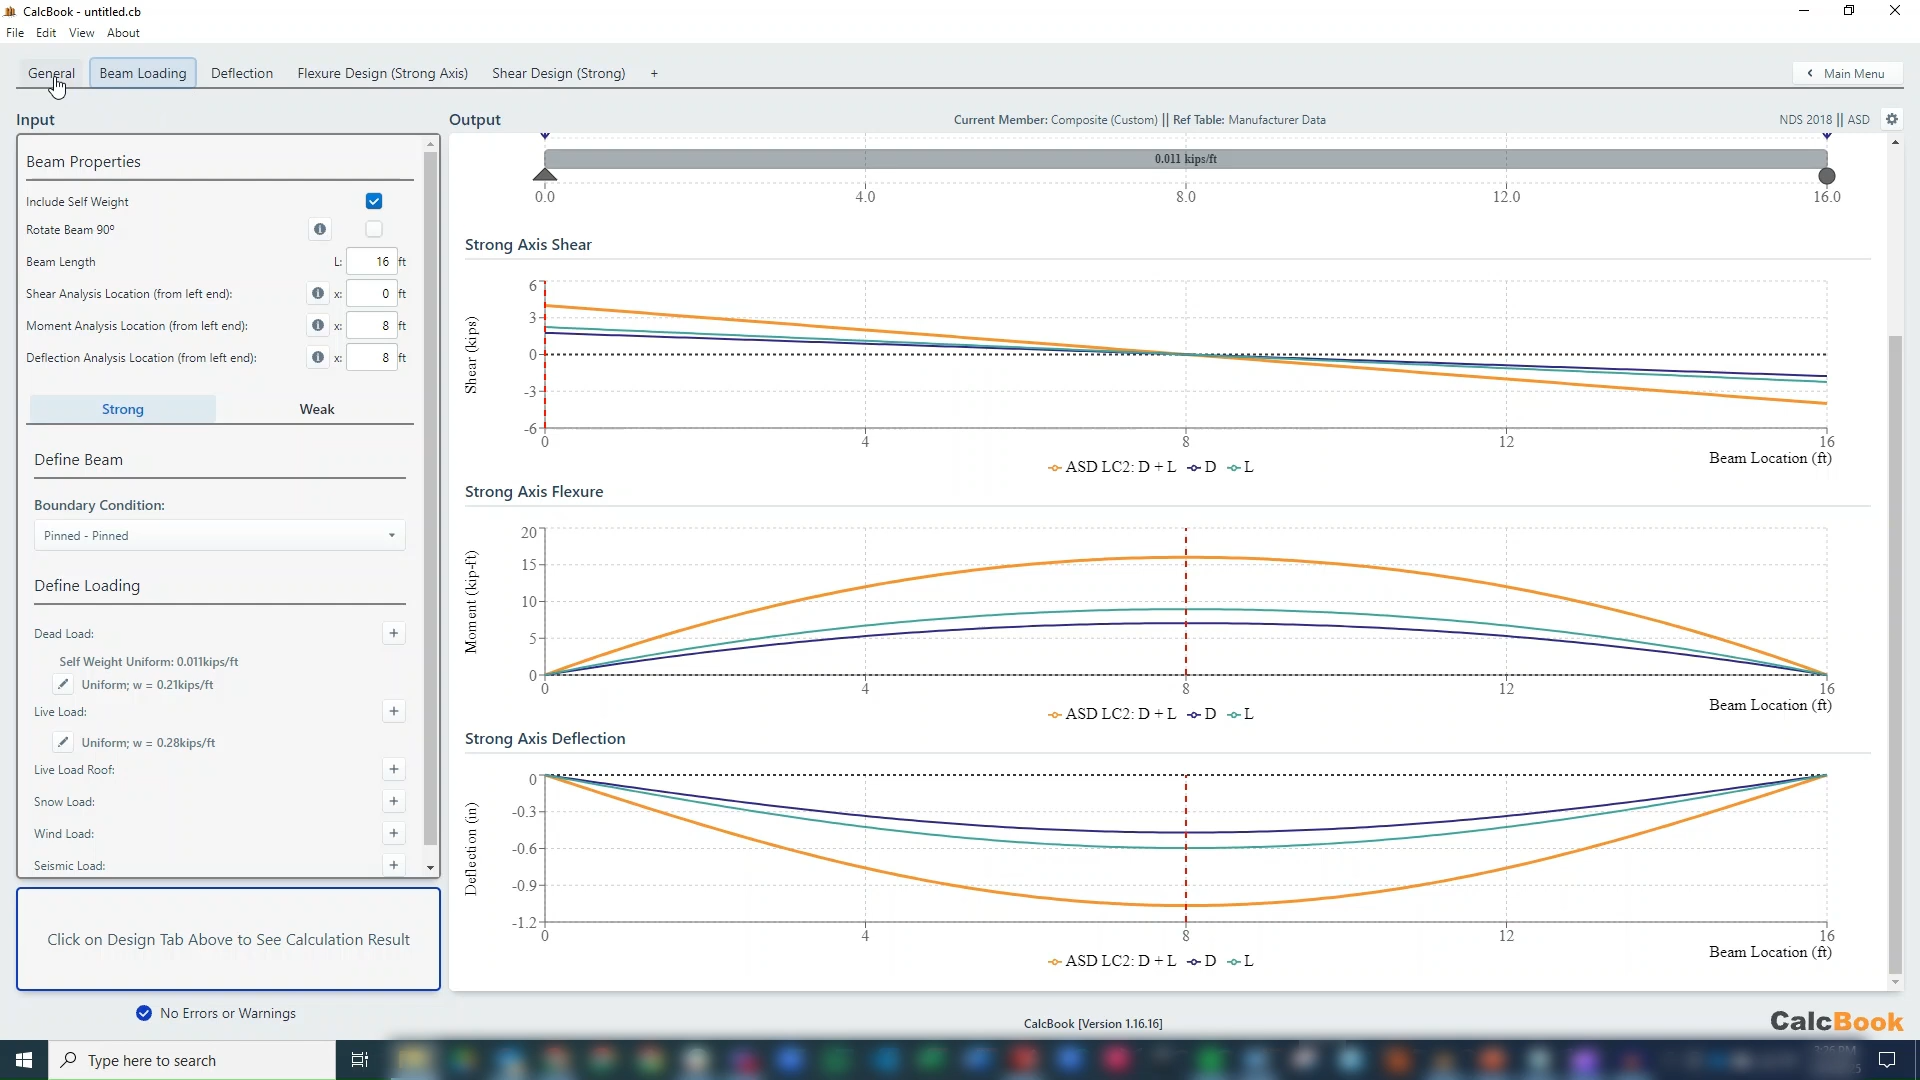 CalcBook - untitled.cb
File Edit View About
General Beam Loading Deflection Flexure Design (Strong Axis) Shear Design (Strong) + Main Menu
Input
Beam Properties
Include Self Weight
Rotate Beam 90º
Beam Length L: 16 ft
Shear Analysis Location (from left end): x: 0 ft
Moment Analysis Location (from left end): x: 8 ft
Deflection Analysis Location (from left end): x: 8 ft
Strong Weak
Define Beam
Boundary Condition:
Pinned - Pinned
Define Loading
Dead Load: +
Self Weight Uniform: 0.011kips/ft
Uniform; w = 0.21kips/ft
Live Load: +
Uniform; w = 0.28kips/ft
Live Load Roof: +
Snow Load: +
Wind Load: +
Seismic Load: +
Click on Design Tab Above to See Calculation Result
No Errors or Warnings
Output Current Member: Composite (Custom) || Ref Table: Manufacturer Data NDS 2018 || ASD
0.011 kips/ft
0.0 4.0 8.0 12.0 16.0
Strong Axis Shear
Shear (kips)
6
3
0
-3
-6
0 4 8 12 16
Beam Location (ft)
ASD LC2: D + L D L
Strong Axis Flexure
Moment (kip-ft)
20
15
10
5
0
0 4 8 12 16
Beam Location (ft)
ASD LC2: D + L D L
Strong Axis Deflection
Deflection (in)
0
-0.3
-0.6
-0.9
-1.2
0 4 8 12 16
Beam Location (ft)
ASD LC2: D + L D L
CalcBook [Version 1.16.16]
CalcBook
Type here to search